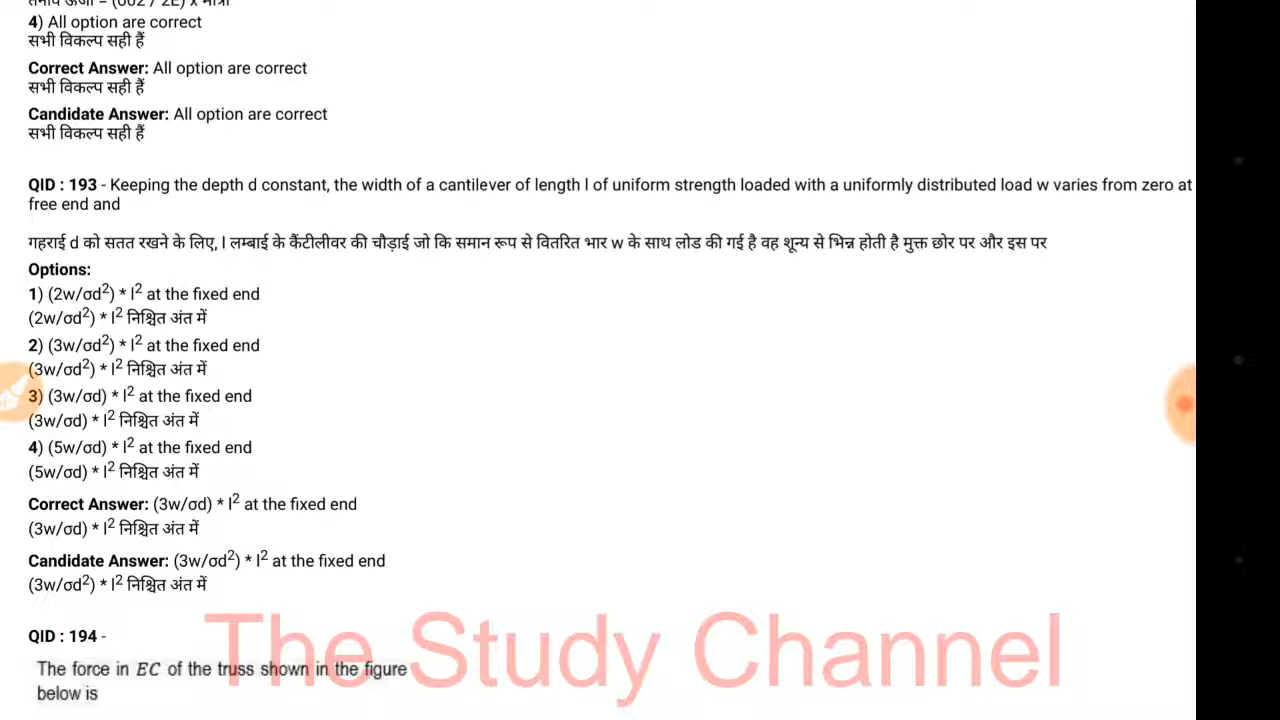 तनाव ऊर्जा = (σ02 / 2E) x मात्रा
4) All option are correct
सभी विकल्प सही हैं
Correct Answer: All option are correct
सभी विकल्प सही हैं
Candidate Answer: All option are correct
सभी विकल्प सही हैं
QID : 193 - Keeping the depth d constant, the width of a cantilever of length l of uniform strength loaded with a uniformly distributed load w varies from zero at
free end and
गहराई d को सतत रखने के लिए, l लम्बाई के कैंटीलीवर की चौड़ाई जो कि समान रूप से वितरित भार w के साथ लोड की गई है वह शून्य से भिन्न होती है मुक्त छोर पर और इस पर
Options:
1) (2w/σd²) * l² at the fixed end
(2w/σd²) * l² निश्चित अंत में
2) (3w/σd²) * l² at the fixed end
(3w/σd²) * l² निश्चित अंत में
3) (3w/σd) * l² at the fixed end
(3w/σd) * l² निश्चित अंत में
4) (5w/σd) * l² at the fixed end
(5w/σd) * l² निश्चित अंत में
Correct Answer: (3w/σd) * l² at the fixed end
(3w/σd) * l² निश्चित अंत में
Candidate Answer: (3w/σd²) * l² at the fixed end
(3w/σd²) * l² निश्चित अंत में
QID : 194 -
The Study Channel
The force in EC of the truss shown in the figure
below is